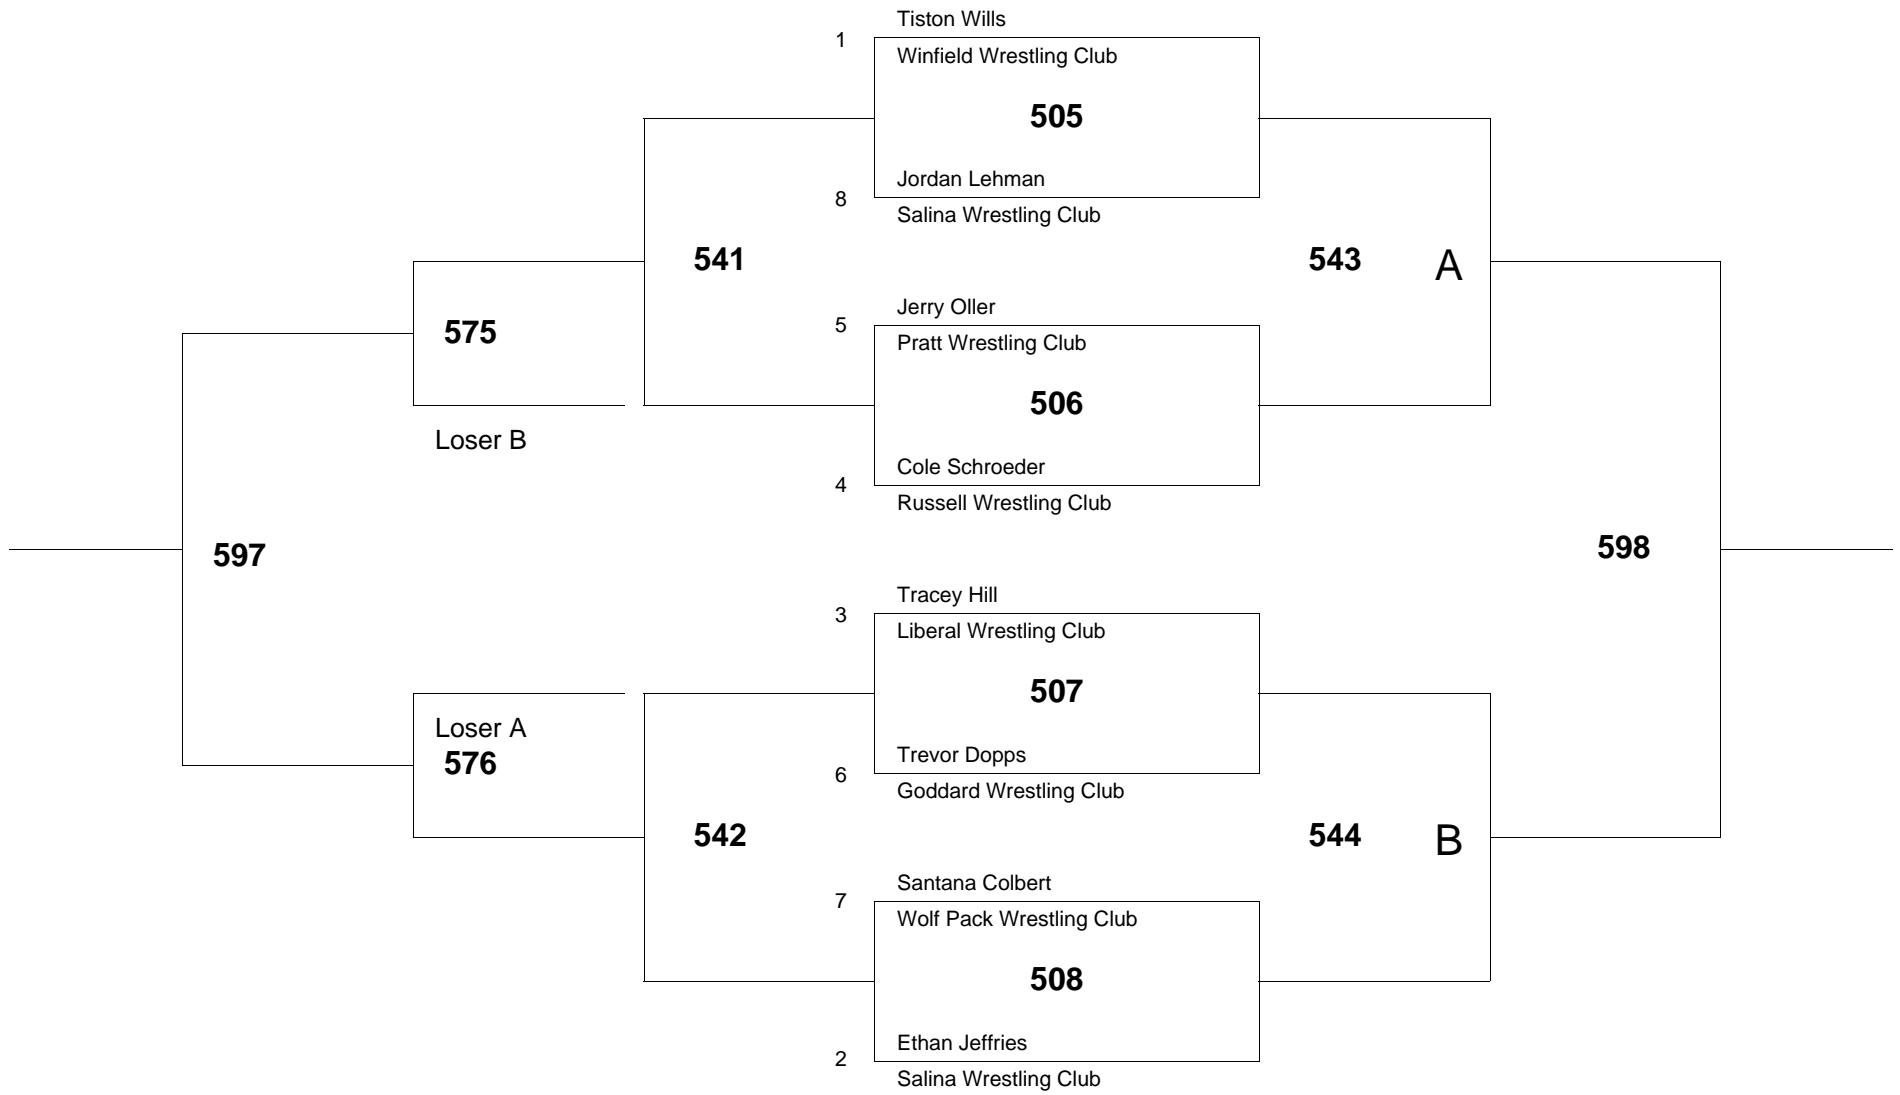 Tiston Wills
1
Winfield Wrestling Club
505
Jordan Lehman
8
Salina Wrestling Club
541
543
A
Jerry Oller
5
Pratt Wrestling Club
575
506
Loser B
Cole Schroeder
4
Russell Wrestling Club
597
598
Tracey Hill
3
Liberal Wrestling Club
507
Loser A
576
Trevor Dopps
6
Goddard Wrestling Club
542
544
B
Santana Colbert
7
Wolf Pack Wrestling Club
508
Ethan Jeffries
2
Salina Wrestling Club